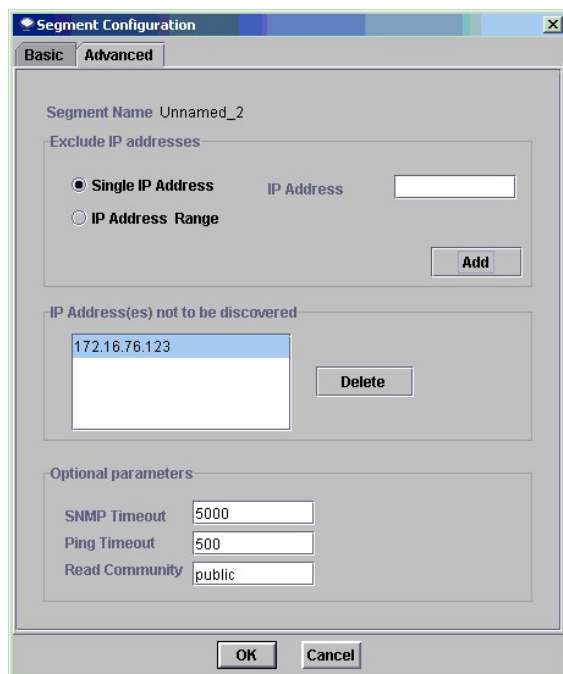 Segment Configuration
Basic Advanced
Segment Name Unnamed_2
Exclude IP addresses
Single IP Address IP Address
IP Address Range
Add
IP Address(es) not to be discovered
172.16.76.123
Delete
Optional parameters
SNMP Timeout 5000
Ping Timeout 500
Read Community public
OK Cancel